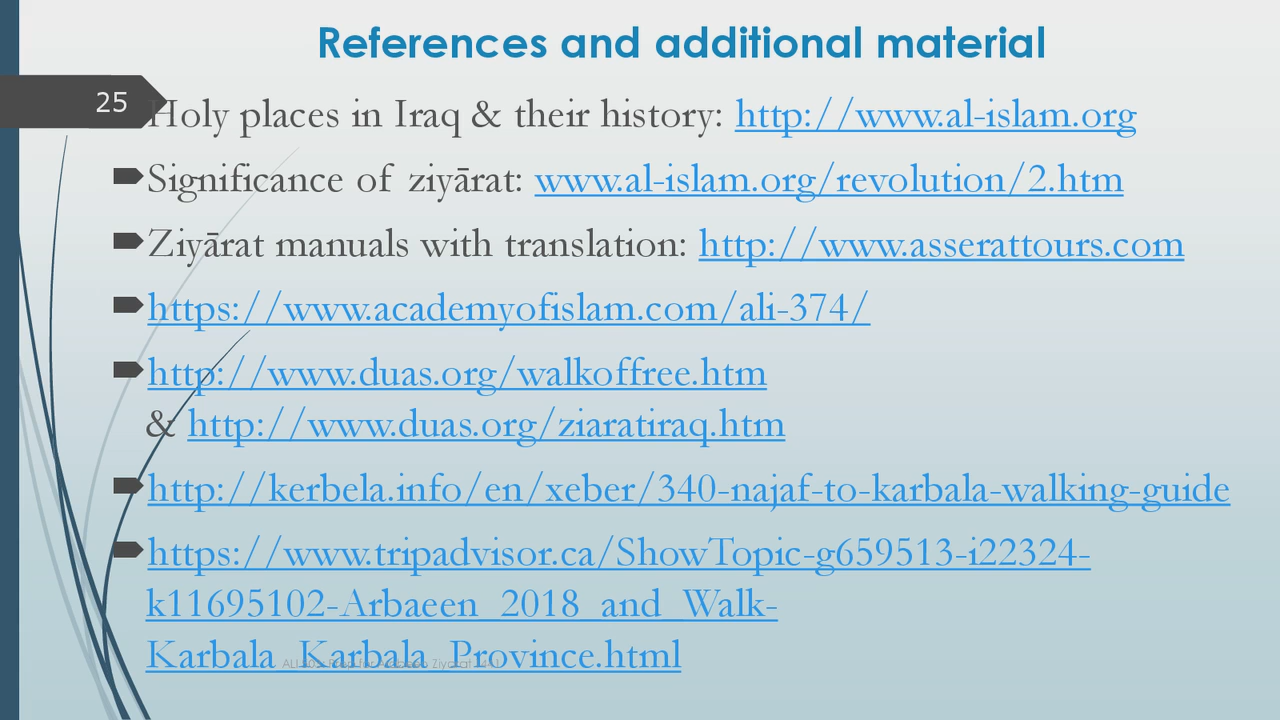 References and additional material
25
Holy places in Iraq & their history: http://www.al-islam.org
Significance of ziyārat: www.al-islam.org/revolution/2.htm
Ziyārat manuals with translation: http://www.asserattours.com
https://www.academyofislam.com/ali-374/
http://www.duas.org/walkoffree.htm
& http://www.duas.org/ziaratiraq.htm
http://kerbela.info/en/xeber/340-najaf-to-karbala-walking-guide
https://www.tripadvisor.ca/ShowTopic-g659513-i22324-
k11695102-Arbaeen_2018_and_Walk-
Karbala_Karbala_Province.html